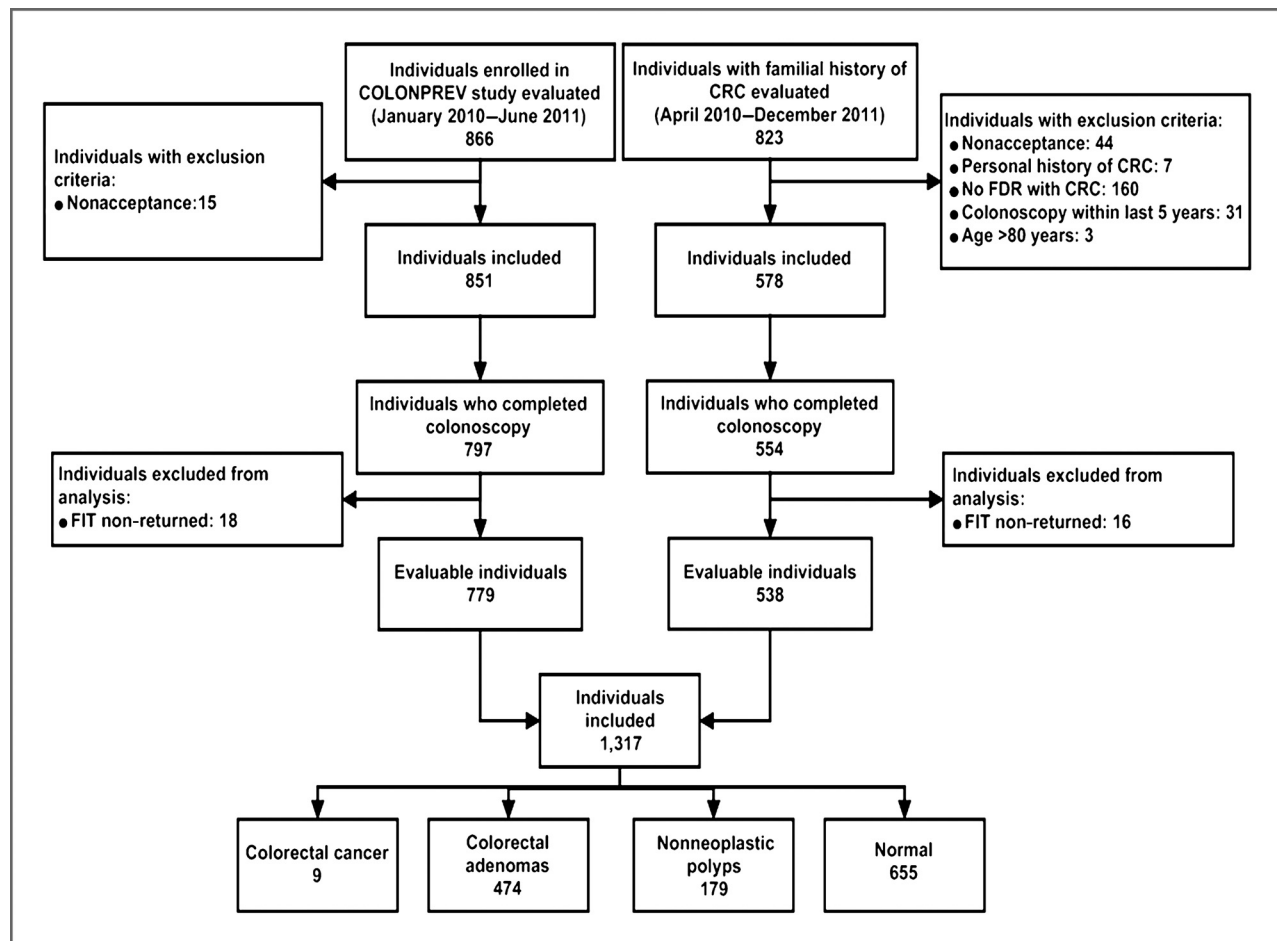 Individuals enrolled in
COLONPREV study evaluated
(January 2010–June 2011)
866
Individuals with familial history of
CRC evaluated
(April 2010–December 2011)
823
Individuals with exclusion
criteria:
● Nonacceptance:15
Individuals with exclusion criteria:
● Nonacceptance: 44
● Personal history of CRC: 7
● No FDR with CRC: 160
● Colonoscopy within last 5 years: 31
● Age >80 years: 3
Individuals included
851
Individuals included
578
Individuals who completed
colonoscopy
797
Individuals who completed
colonoscopy
554
Individuals excluded from
analysis:
● FIT non-returned: 18
Individuals excluded from
analysis:
● FIT non-returned: 16
Evaluable individuals
779
Evaluable individuals
538
Individuals
included
1,317
Colorectal cancer
9
Colorectal
adenomas
474
Nonneoplastic
polyps
179
Normal
655